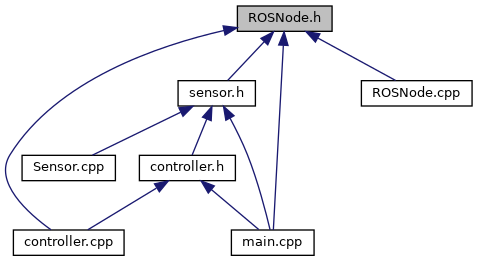 ROSNode.h
sensor.h
ROSNode.cpp
Sensor.cpp
controller.h
controller.cpp
main.cpp